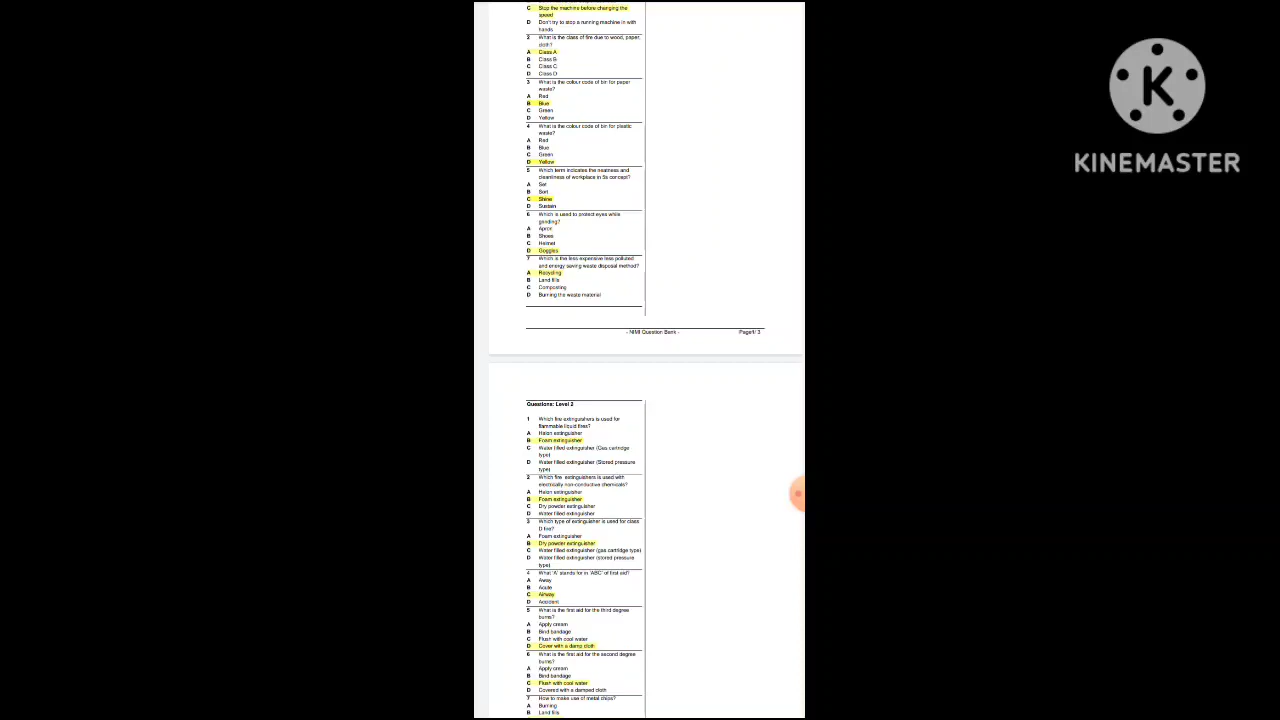 C Stop the machine before changing the
speed
D Don't try to stop a running machine in with
hands
2 What is the class of fire due to wood, paper,
cloth?
A Class A
B Class B
C Class C
D Class D
3 What is the colour code of bin for paper
waste?
A Red
B Blue
C Green
D Yellow
4 What is the colour code of bin for plastic
waste?
A Red
B Blue
C Green
D Yellow
5 Which term indicates the neatness and
cleanliness of workplace in 5s concept?
A Set
B Sort
C Shine
D Sustain
6 Which is used to protect eyes while
grinding?
A Apron
B Shoes
C Helmet
D Goggles
7 Which is the less expensive less polluted
and energy saving waste disposal method?
A Recycling
B Land fills
C Composting
D Burning the waste material
- NIMI Question Bank - Page1/ 3
Questions: Level 2
1 Which fire extinguishers is used for
flammable liquid fires?
A Halon extinguisher
B Foam extinguisher
C Water filled extinguisher (Gas cartridge
type)
D Water filled extinguisher (Stored pressure
type)
2 Which fire extinguishers is used with
electrically non-conductive chemicals?
A Halon extinguisher
B Foam extinguisher
C Dry powder extinguisher
D Water filled extinguisher
3 Which type of extinguisher is used for class
D fire?
A Foam extinguisher
B Dry powder extinguisher
C Water filled extinguisher (gas cartridge type)
D Water filled extinguisher (stored pressure
type)
4 What 'A' stands for in 'ABC' of first aid?
A Away
B Acute
C Airway
D Accident
5 What is the first aid for the third degree
burns?
A Apply cream
B Bind bandage
C Flush with cool water
D Cover with a damp cloth
6 What is the first aid for the second degree
burns?
A Apply cream
B Bind bandage
C Flush with cool water
D Covered with a damped cloth
7 How to make use of metal chips?
A Burning
B Land fills
K
KINEMASTER